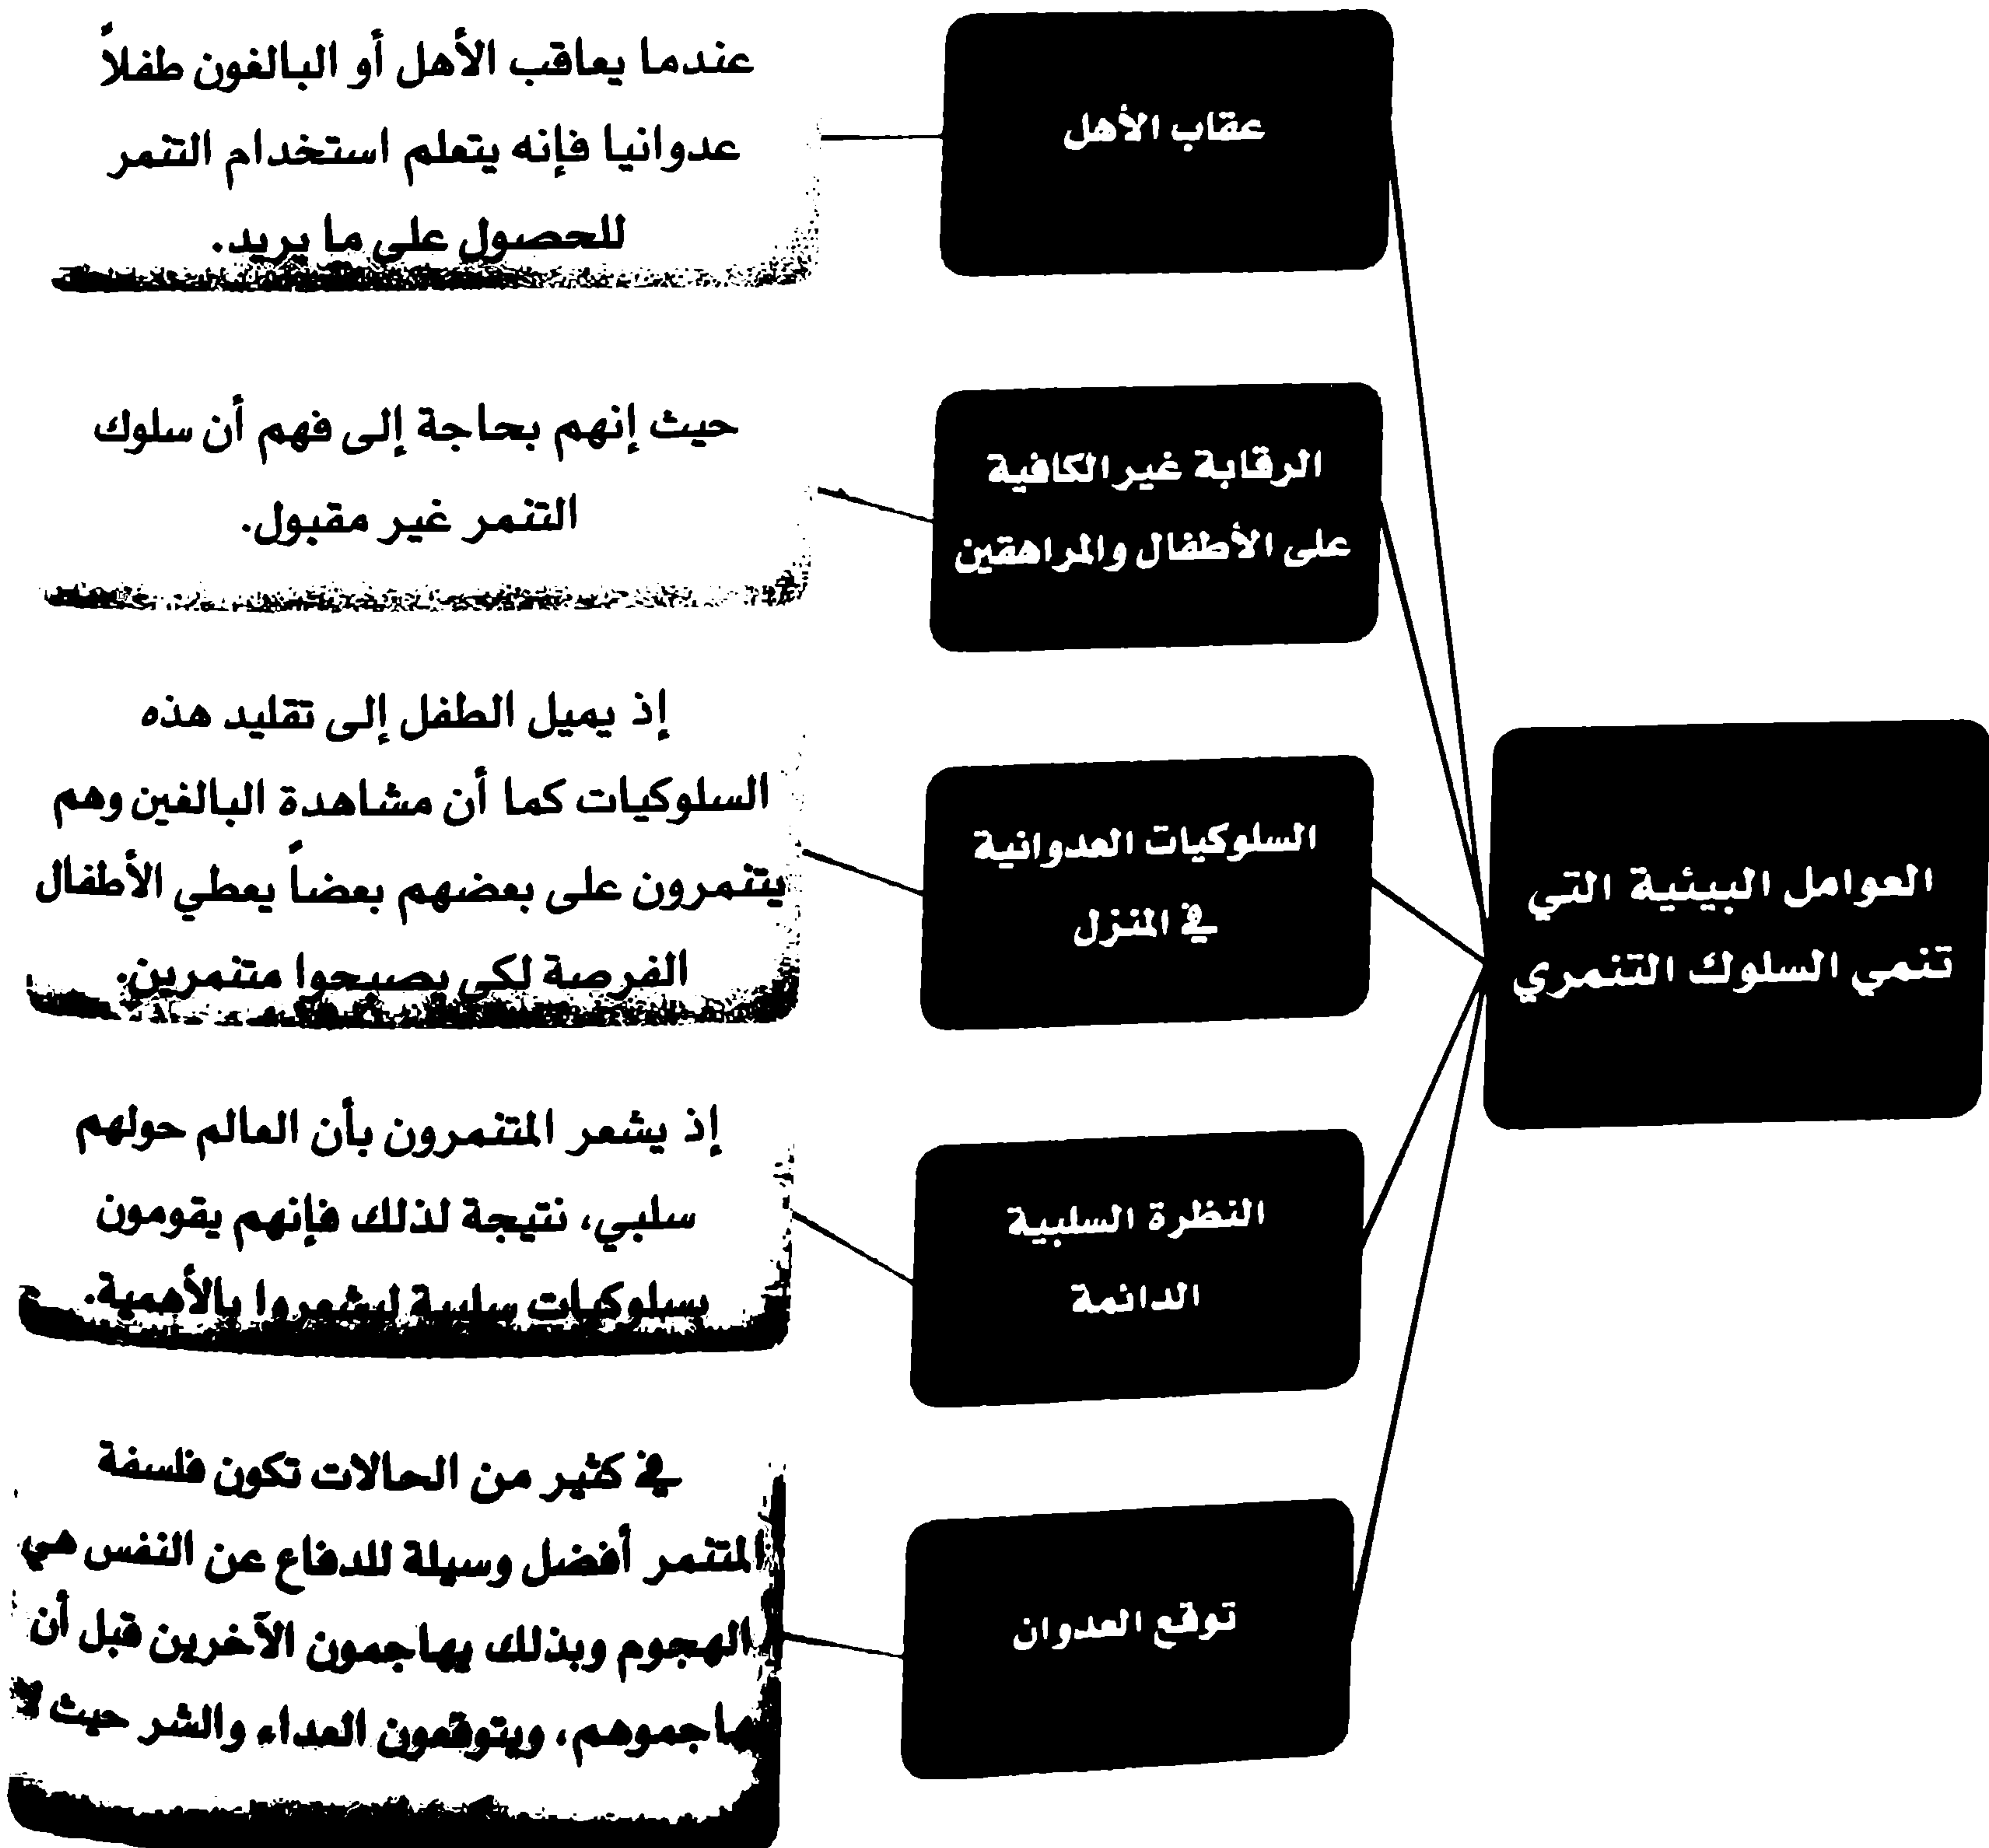 العوامل البيئية التي
تنمي السلوك التنمري
عقاب الأهل
عندما يعاقب الأهل أو البالغون طفلاً
عدوانيا فإنه يتعلم استخدام التنمر
للحصول على ما يريد.
الرقابة غير الكافية
على الأطفال والمراهقين
حيث إنهم بحاجة إلى فهم أن سلوك
التنمر غير مقبول.
السلوكيات العدوانية
في المنزل
إذ يميل الطفل إلى تقليد هذه
السلوكيات كما أن مشاهدة البالغين وهم
يتنمرون على بعضهم بعضاً يعطي الأطفال
الفرصة لكي يصبحوا متنمرين.
النظرة السلبية
الدائمة
إذ يشعر المتنمرون بأن العالم حولهم
سلبي، نتيجة لذلك فإنهم يقومون
بسلوكيات سلبية ليشعروا بالأهمية.
توقع العدوان
في كثير من الحالات تكون فلسفة
المتنمر أفضل وسيلة للدفاع عن النفس هي
الهجوم وبذلك يهاجمون الآخرين قبل أن
يهاجموهم، ويتوقعون العداء والشر حيث لا